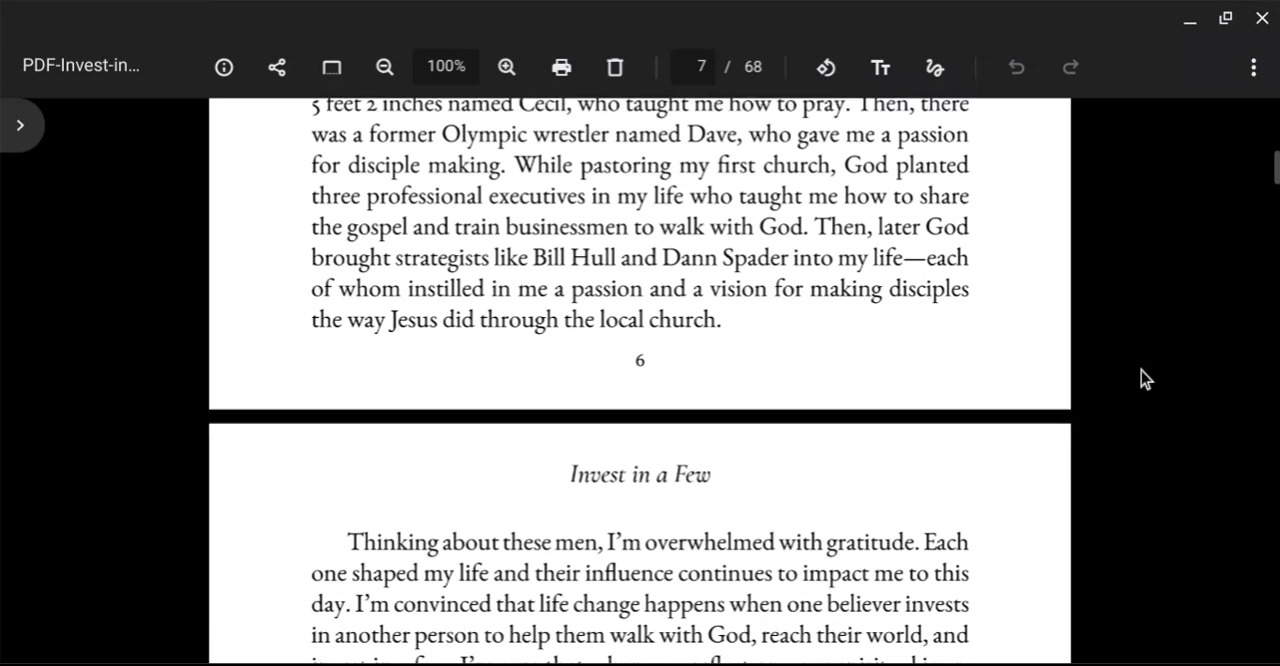 PDF-Invest-in...
100%
7 / 68
5 feet 2 inches named Cecil, who taught me how to pray. Then, there
was a former Olympic wrestler named Dave, who gave me a passion
for disciple making. While pastoring my first church, God planted
three professional executives in my life who taught me how to share
the gospel and train businessmen to walk with God. Then, later God
brought strategists like Bill Hull and Dann Spader into my life—each
of whom instilled in me a passion and a vision for making disciples
the way Jesus did through the local church.
6
Invest in a Few
Thinking about these men, I’m overwhelmed with gratitude. Each
one shaped my life and their influence continues to impact me to this
day. I’m convinced that life change happens when one believer invests
in another person to help them walk with God, reach their world, and